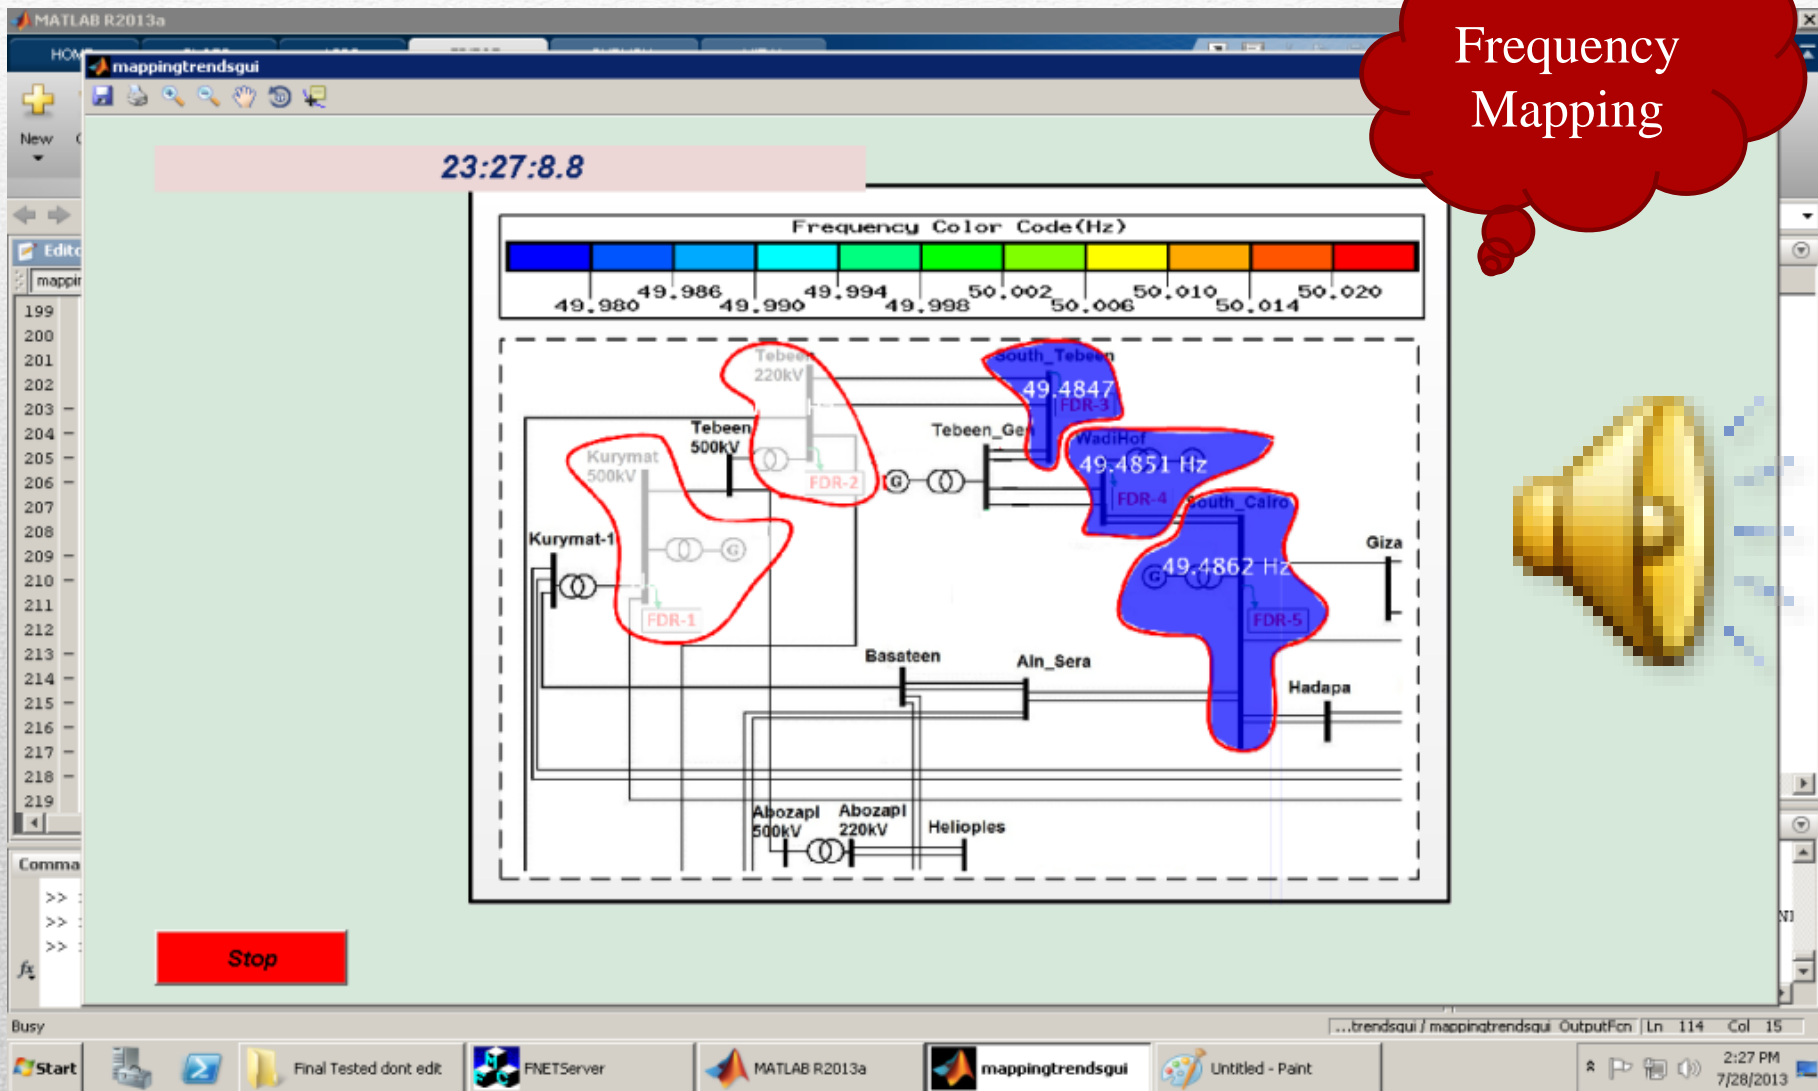 MATLAB R2013a
Frequency
Mapping
mappingtrendsgui
New
23:27:8.8
Frequency Color Code(Hz)
49.980 49.986 49.990 49.994 49.998 50.002 50.006 50.010 50.014 50.020
199
200
201
202
203 -
204 -
205 -
206 -
207
208
209 -
210 -
211
212
213 -
214 -
215 -
216 -
217 -
218 -
219
Tebeen
220kV
South_Tebeen
49.4847
FDR-3
Tebeen
500kV
Tebeen_Gen
WadiHof
49.4851 Hz
Kurymat
500kV
FDR-2
G
FDR-4
South_Cairo
Kurymat-1
G
Giza
49.4862 Hz
G
FDR-1
FDR-5
Basateen
Aln_Sera
Hadapa
Abozapl
500kV
Abozapl
220kV
Helioples
>>
>>
>>
fx
Stop
Busy
...trendsgui / mappingtrendsgui_OutputFcn Ln 114 Col 15
Start
Final Tested dont edit
FNETServer
MATLAB R2013a
mappingtrendsgui
Untitled - Paint
2:27 PM
7/28/2013